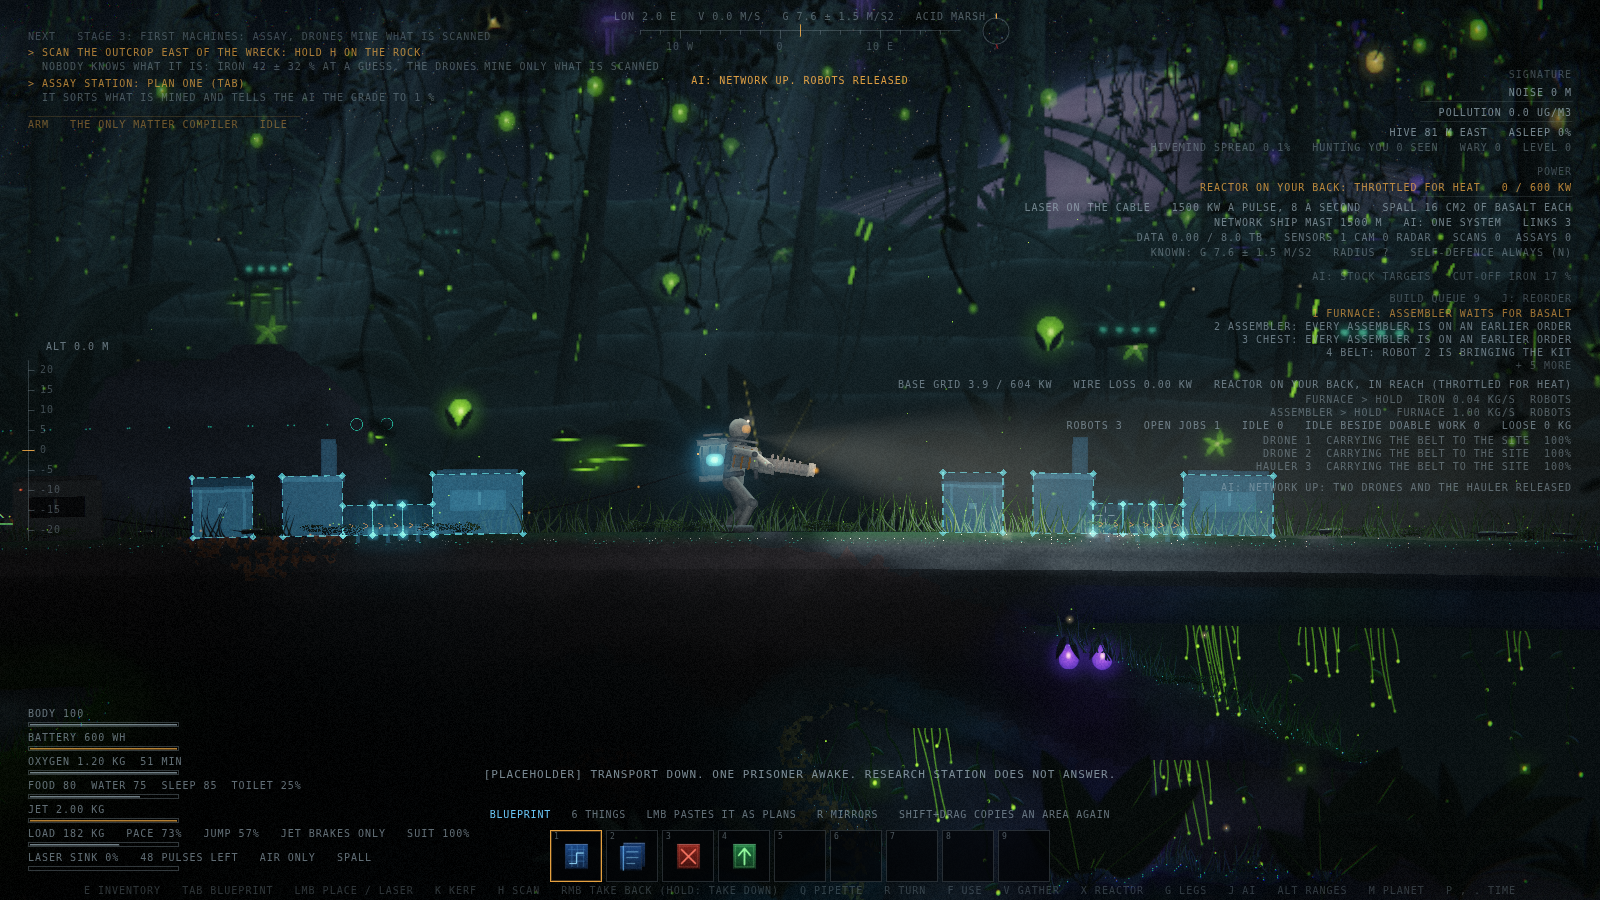 LON 2.0 E   V 0.0 M/S   G 7.6 ± 1.5 M/S2   ACID MARSH
10 W   0   10 E
NEXT   STAGE 3: FIRST MACHINES: ASSAY, DRONES MINE WHAT IS SCANNED
> SCAN THE OUTCROP EAST OF THE WRECK: HOLD H ON THE ROCK
NOBODY KNOWS WHAT IT IS: IRON 42 ± 32 % AT A GUESS, THE DRONES MINE ONLY WHAT IS SCANNED
> ASSAY STATION: PLAN ONE (TAB)
IT SORTS WHAT IS MINED AND TELLS THE AI THE GRADE TO 1 %
ARM   THE ONLY MATTER COMPILER   IDLE
AI: NETWORK UP. ROBOTS RELEASED
SIGNATURE
NOISE 0 M
POLLUTION 0.0 UG/M3
HIVE 81 M EAST   ASLEEP 0%
HIVEMIND SPREAD 0.1%   HUNTING YOU 0 SEEN   WARY 0   LEVEL 0
POWER
REACTOR ON YOUR BACK: THROTTLED FOR HEAT   0 / 600 KW
LASER ON THE CABLE   1500 KW A PULSE, 8 A SECOND   SPALL 16 CM2 OF BASALT EACH
NETWORK SHIP MAST 1500 M   AI: ONE SYSTEM   LINKS 3
DATA 0.00 / 8.0 TB   SENSORS 1 CAM 0 RADAR   SCANS 0   ASSAYS 0
KNOWN: G 7.6 ± 1.5 M/S2   RADIUS ?   SELF-DEFENCE ALWAYS (N)
AI: STOCK TARGETS   CUT-OFF IRON 17 %
BUILD QUEUE 9   J: REORDER
1 FURNACE: ASSEMBLER WAITS FOR BASALT
2 ASSEMBLER: EVERY ASSEMBLER IS ON AN EARLIER ORDER
3 CHEST: EVERY ASSEMBLER IS ON AN EARLIER ORDER
4 BELT: ROBOT 2 IS BRINGING THE KIT
+ 5 MORE
BASE GRID 3.9 / 604 KW   WIRE LOSS 0.00 KW   REACTOR ON YOUR BACK, IN REACH (THROTTLED FOR HEAT)
FURNACE > HOLD   IRON 0.04 KG/S   ROBOTS
ASSEMBLER > HOLD   FURNACE 1.00 KG/S   ROBOTS
ROBOTS 3   OPEN JOBS 1   IDLE 0   IDLE BESIDE DOABLE WORK 0   LOOSE 0 KG
DRONE 1   CARRYING THE BELT TO THE SITE   100%
DRONE 2   CARRYING THE BELT TO THE SITE   100%
HAULER 3   CARRYING THE BELT TO THE SITE   100%
AI: NETWORK UP: TWO DRONES AND THE HAULER RELEASED
ALT 0.0 M
20
15
10
5
0
-5
-10
-15
-20
BODY 100
BATTERY 600 WH
OXYGEN 1.20 KG   51 MIN
FOOD 80   WATER 75   SLEEP 85   TOILET 25%
JET 2.00 KG
LOAD 182 KG   PACE 73%   JUMP 57%   JET BRAKES ONLY   SUIT 100%
LASER SINK 0%   48 PULSES LEFT   AIR ONLY   SPALL
[PLACEHOLDER] TRANSPORT DOWN. ONE PRISONER AWAKE. RESEARCH STATION DOES NOT ANSWER.
BLUEPRINT   6 THINGS   LMB PASTES IT AS PLANS   R MIRRORS   SHIFT+DRAG COPIES AN AREA AGAIN
1   2   3   4   5   6   7   8   9
E INVENTORY   TAB BLUEPRINT   LMB PLACE / LASER   K KERF   H SCAN   RMB TAKE BACK (HOLD: TAKE DOWN)   Q PIPETTE   R TURN   F USE   V GATHER   X REACTOR   G LEGS   J AI   ALT RANGES   M PLANET   P , . TIME